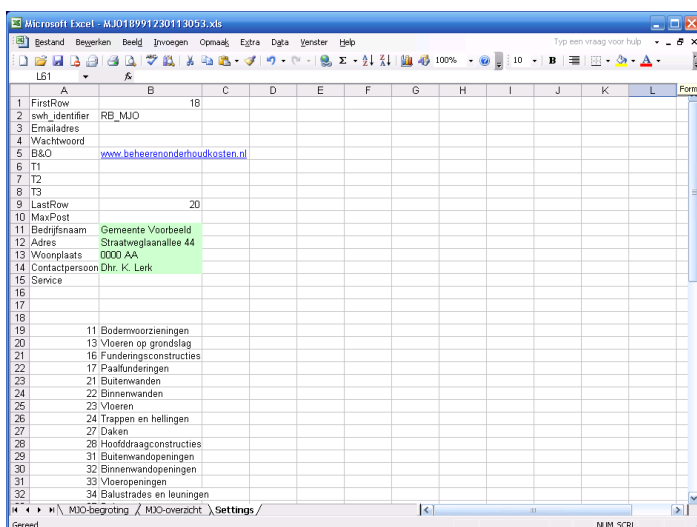 Microsoft Excel - MJO18991230113053.xls
Bestand Bewerken Beeld Invoegen Opmaak Extra Data Venster Help Typ een vraag voor hulp
100% 10 B
L61 fx
Form
A B C D E F G H I J K L
1 FirstRow 18
2 swh_identifier RB_MJO
3 Emailadres
4 Wachtwoord
5 B&O www.beheerenonderhoudkosten.nl
6 T1
7 T2
8 T3
9 LastRow 20
10 MaxPost
11 Bedrijfsnaam Gemeente Voorbeeld
12 Adres Straatweglaanallee 44
13 Woonplaats 0000 AA
14 Contactpersoon Dhr. K. Lerk
15 Service
16
17
18
19 11 Bodemvoorzieningen
20 13 Vloeren op grondslag
21 16 Funderingsconstructies
22 17 Paalfunderingen
23 21 Buitenwanden
24 22 Binnenwanden
25 23 Vloeren
26 24 Trappen en hellingen
27 27 Daken
28 28 Hoofddraagconstructies
29 31 Buitenwandopeningen
30 32 Binnenwandopeningen
31 33 Vloeropeningen
32 34 Balustrades en leuningen
MJO-begroting MJO-overzicht Settings
Gereed NUM SCRL